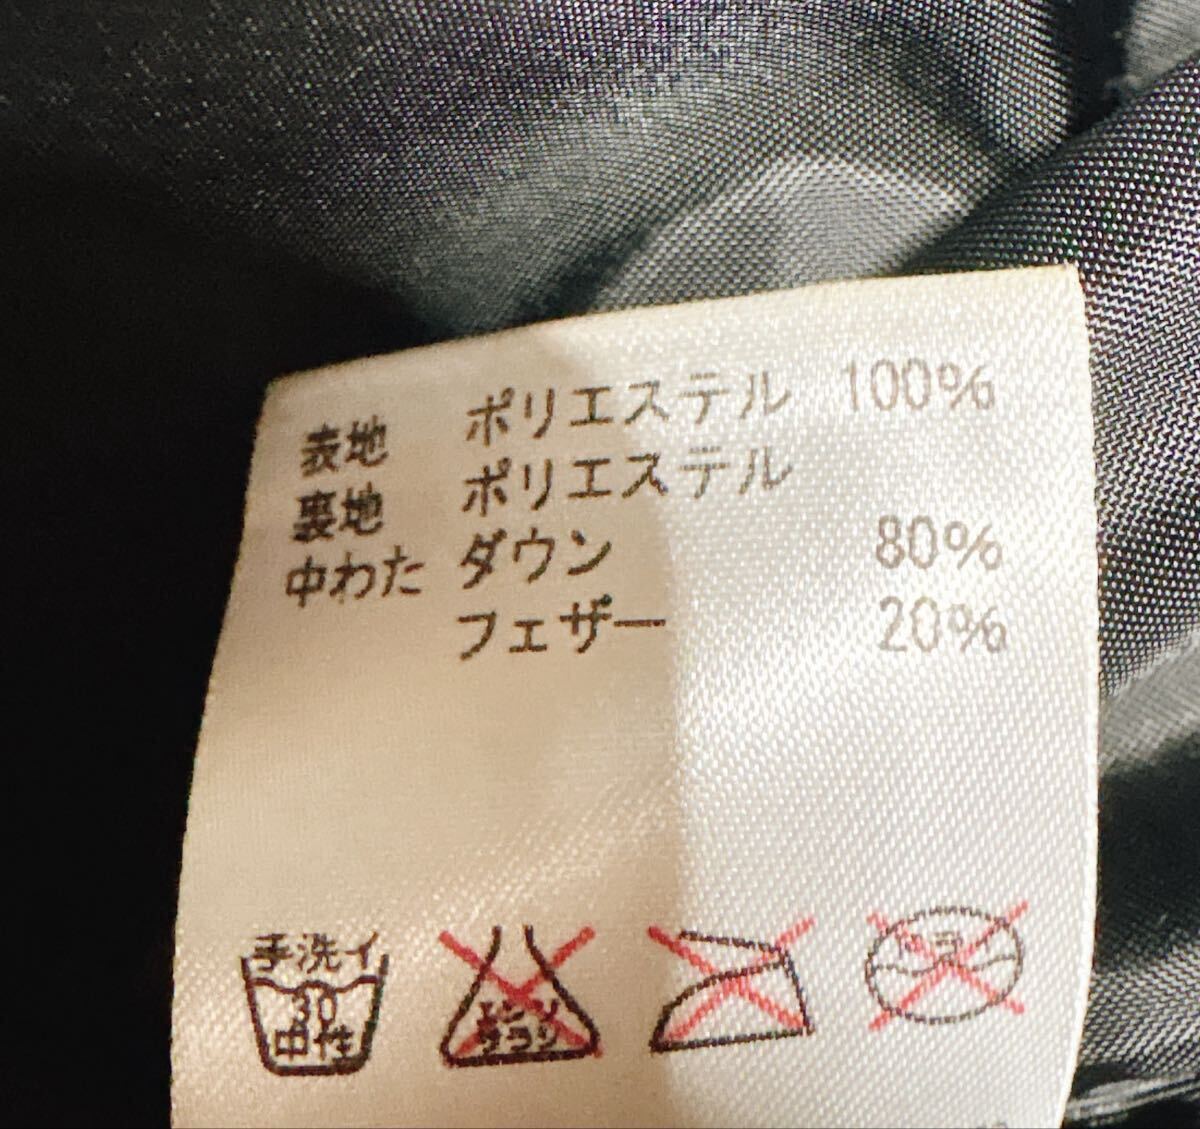 表地 ポリエステル 100%
裏地 ポリエステル
中わた ダウン 80%
フェザー 20%
手洗イ
30
中性
エンソ
サラシ
ドライ